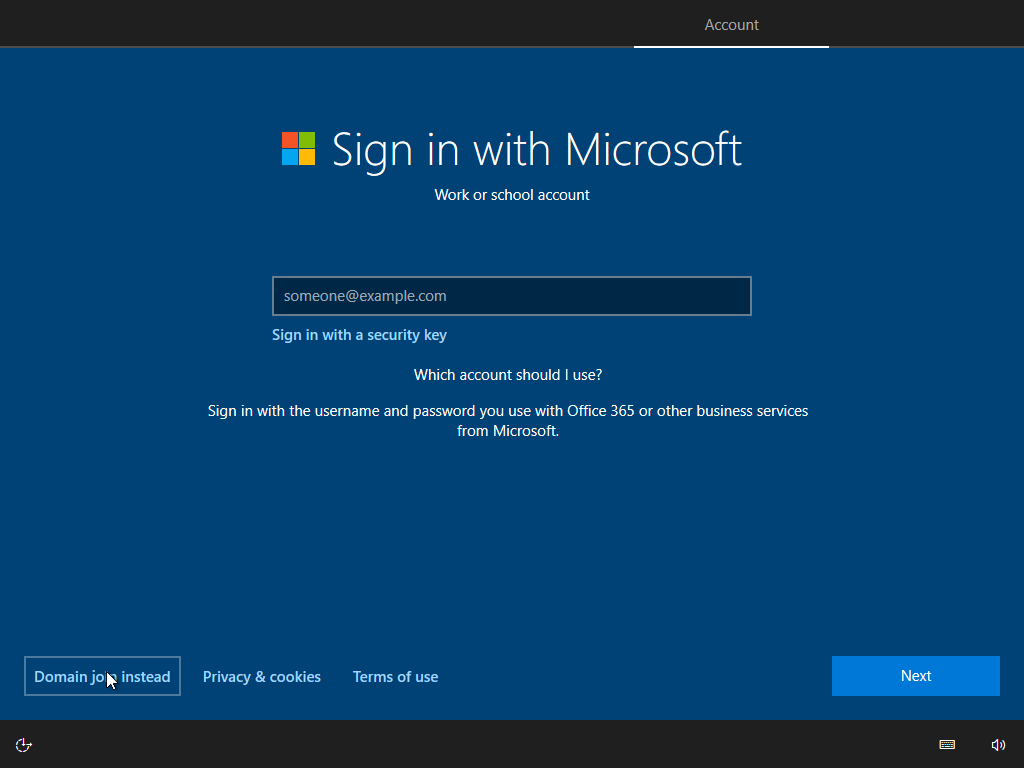 Account
Sign in with Microsoft
Work or school account
someone@example.com
Sign in with a security key
Which account should I use?
Sign in with the username and password you use with Office 365 or other business services
from Microsoft.
Domain join instead
Privacy & cookies
Terms of use
Next